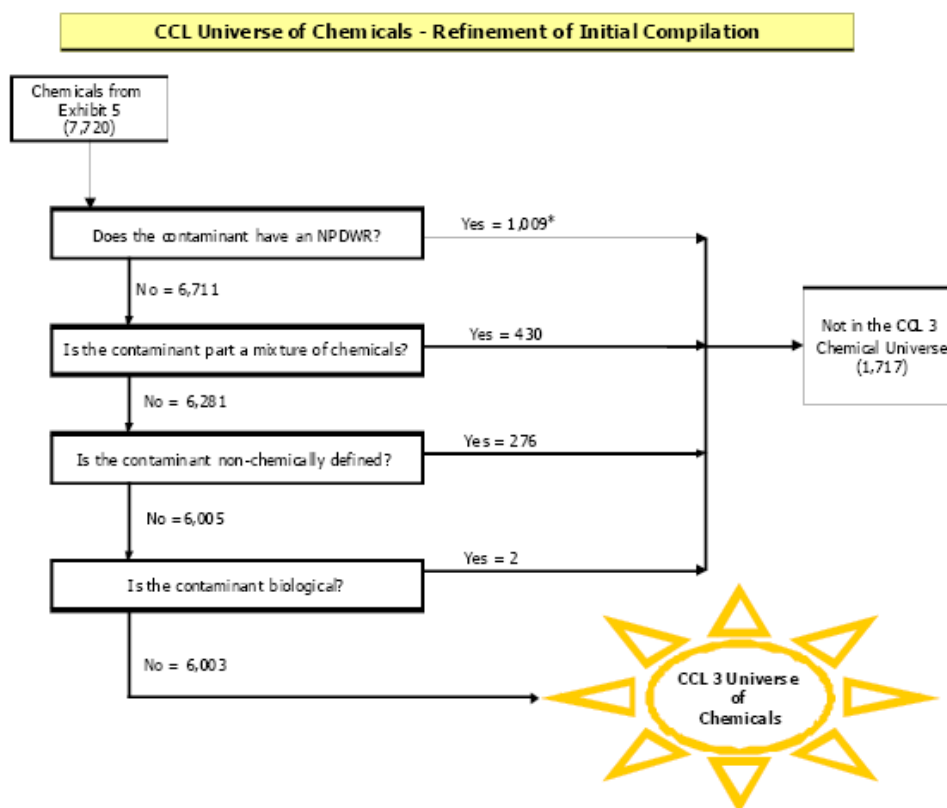 CCL Universe of Chemicals - Refinement of Initial Compilation
Chemicals from
Exhibit 5
(7,720)
Does the contaminant have an NPDWR?
Yes = 1,009*
No = 6,711
Is the contaminant part a mixture of chemicals?
Yes = 430
Not in the CCL 3
Chemical Universe
(1,717)
No = 6,281
Is the contaminant non-chemically defined?
Yes = 276
No =6,005
Is the contaminant biological?
Yes = 2
No = 6,003
CCL 3 Universe
of
Chemicals